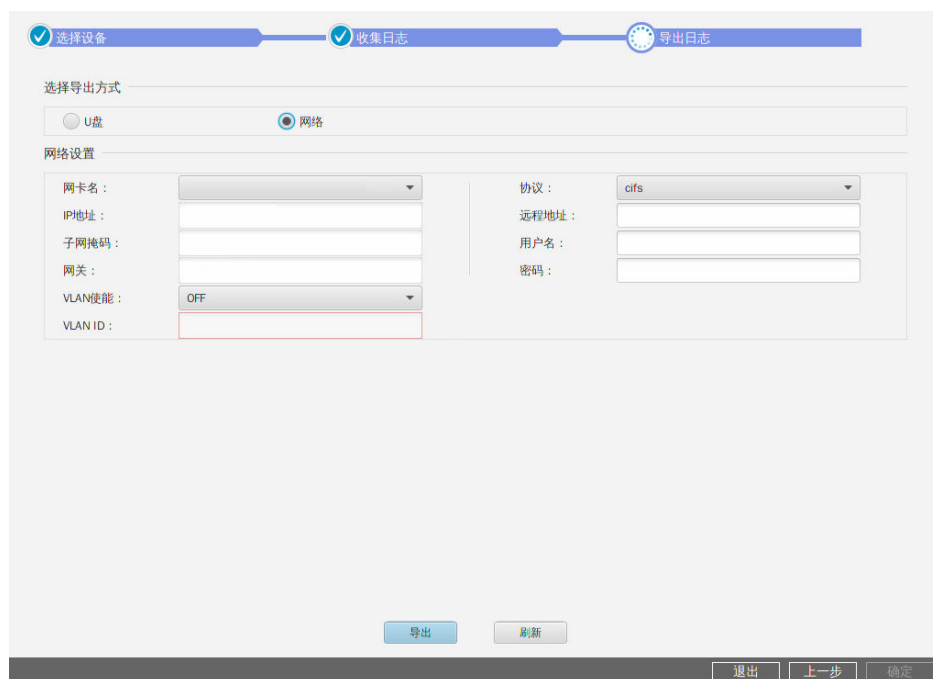 选择设备 收集日志 导出日志
选择导出方式
U盘 网络
网络设置
网卡名： 协议： cifs
IP地址： 远程地址：
子网掩码： 用户名：
网关： 密码：
VLAN使能： OFF
VLAN ID：
导出 刷新
退出 上一步 确定